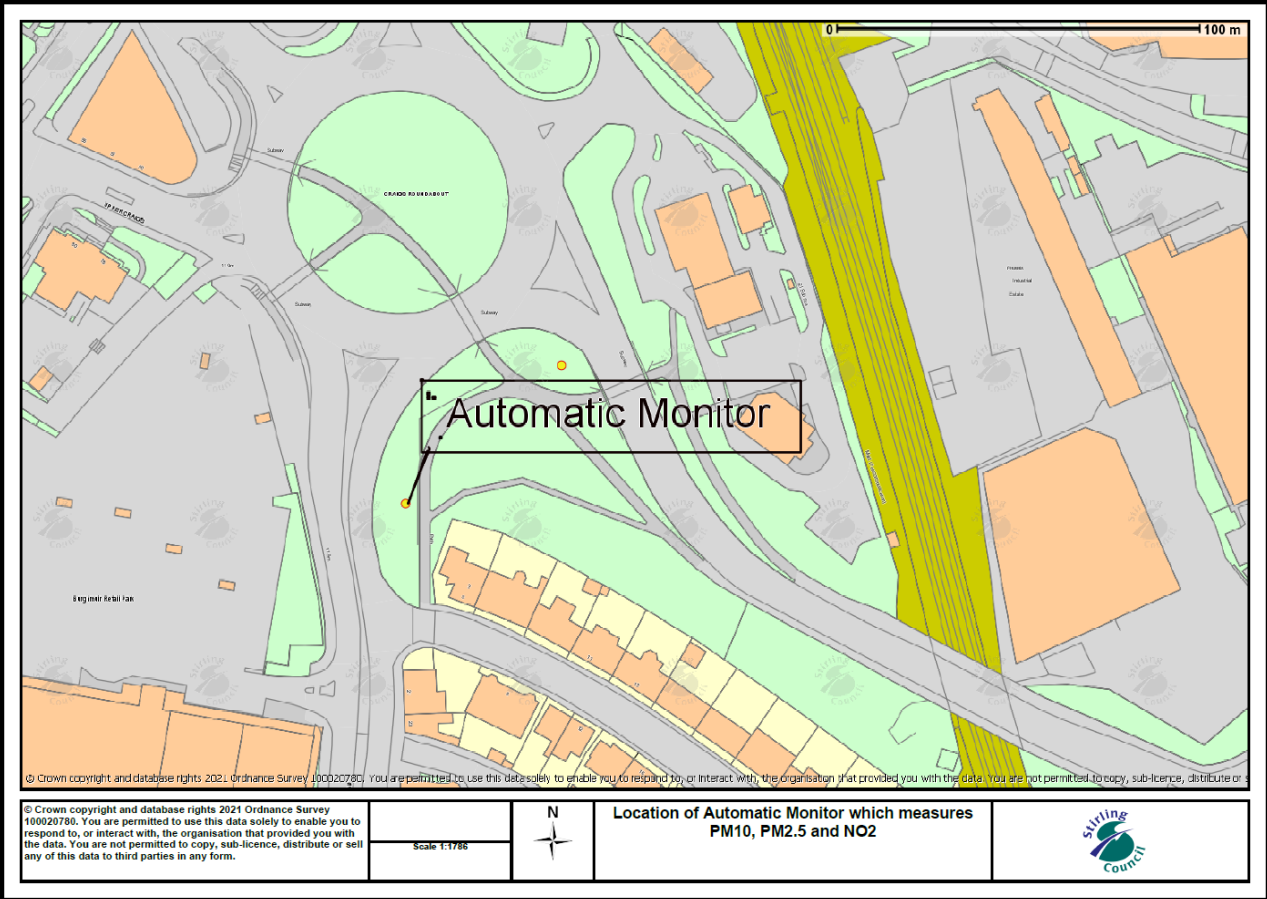 0 100 m
Subway
CRAIGS ROUNDABOUT
Subway
Subway
Subway
Industrial
Estate
Automatic Monitor
Burghmuir Retail Park
© Crown copyright and database rights 2021 Ordnance Survey 100020780. You are permitted to use this data solely to enable you to respond to, or interact with, the organisation that provided you with the data. You are not permitted to copy, sub-licence, distribute or s
© Crown copyright and database rights 2021 Ordnance Survey
100020780. You are permitted to use this data solely to enable you to
respond to, or interact with, the organisation that provided you with
the data. You are not permitted to copy, sub-licence, distribute or sell
any of this data to third parties in any form.
Scale 1:1786
N
Location of Automatic Monitor which measures
PM10, PM2.5 and NO2
Stirling
Council